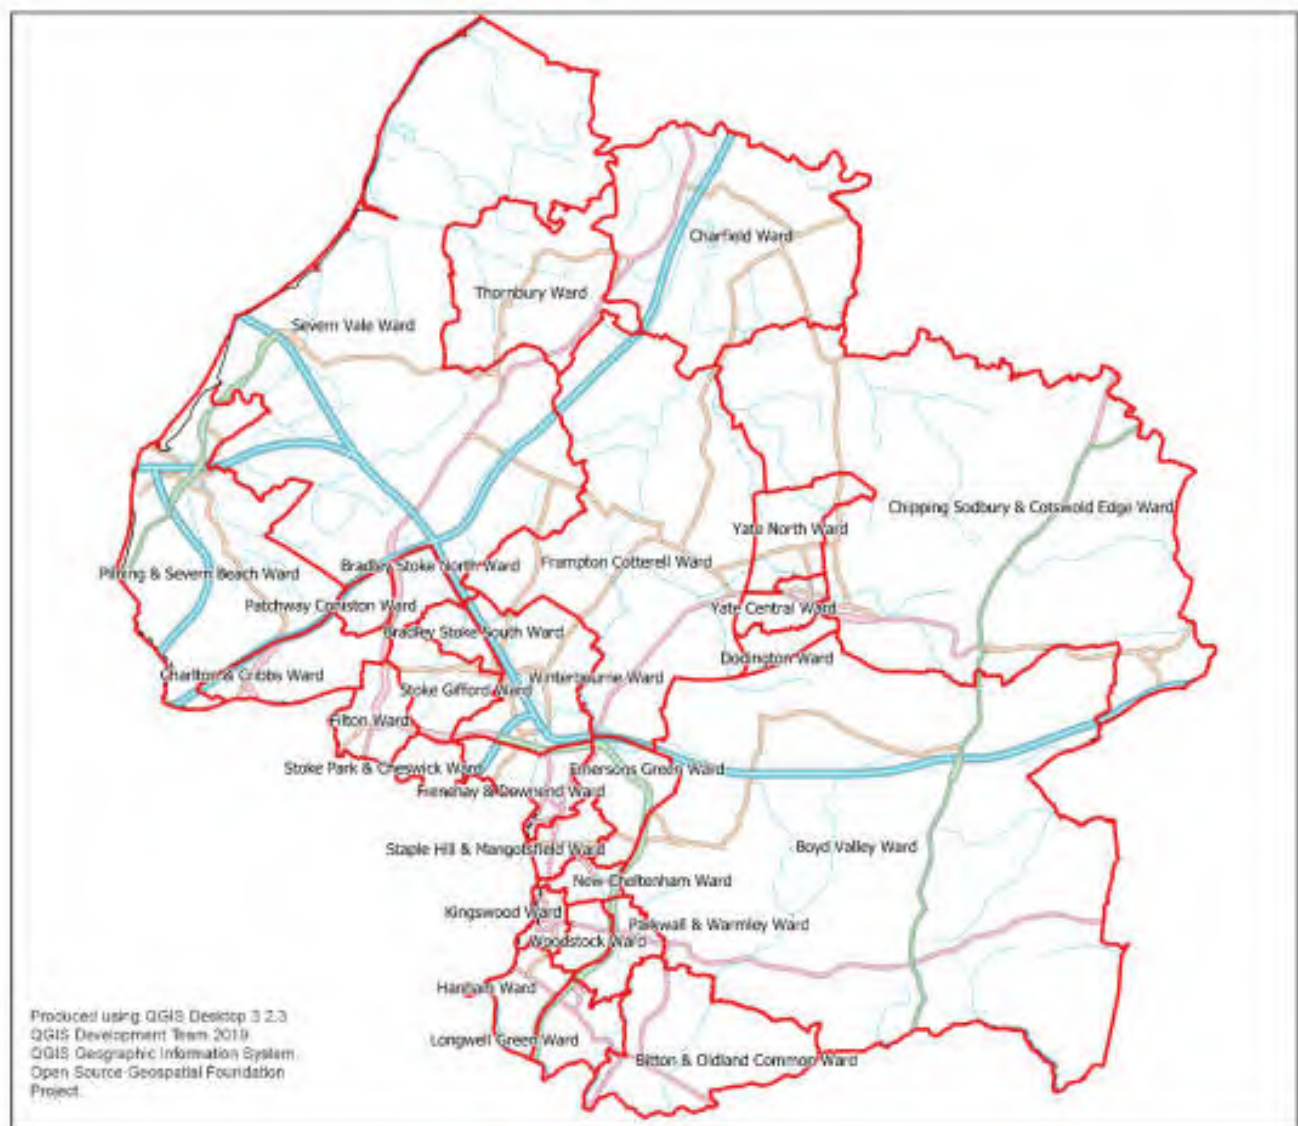 Charfield Ward
Thornbury Ward
Severn Vale Ward
Chipping Sodbury & Cotswold Edge Ward
Yate North Ward
Frampton Cotterell Ward
Bradley Stoke North Ward
Pilning & Severn Beach Ward
Patchway Coniston Ward
Yate Central Ward
Bradley Stoke South Ward
Dodington Ward
Charlton & Cribbs Ward
Winterbourne Ward
Stoke Gifford Ward
Filton Ward
Stoke Park & Cheswick Ward
Emersons Green Ward
Frenchay & Downend Ward
Boyd Valley Ward
Staple Hill & Mangotsfield Ward
New Cheltenham Ward
Kingswood Ward
Parkwall & Warmley Ward
Woodstock Ward
Hanham Ward
Longwell Green Ward
Bitton & Oldland Common Ward
Produced using QGIS Desktop 3.2.3
QGIS Development Team 2019
QGIS Geographic Information System.
Open Source Geospatial Foundation
Project.